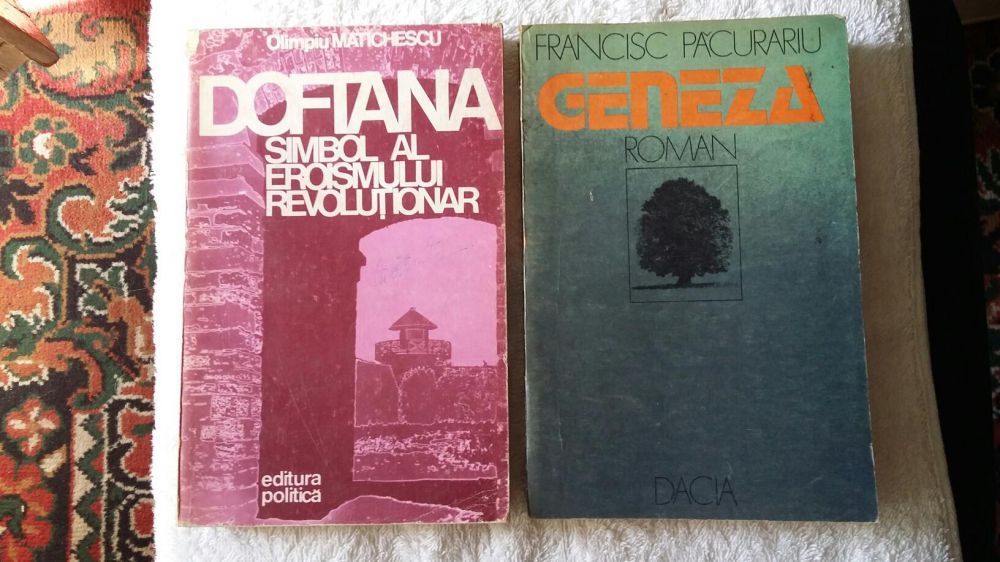 Olimpiu MATICHESCU
DOFTANA
SIMBOL AL
EROISMULUI
REVOLUȚIONAR
editura
politică
FRANCISC PĂCURARIU
GENEZA
ROMAN
DACIA